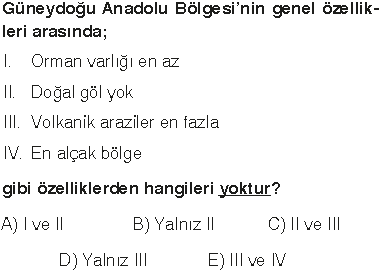 Güneydoğu Anadolu Bölgesi'nin genel özellik-
leri arasında;
I. Orman varlığı en az
II. Doğal göl yok
III. Volkanik araziler en fazla
IV. En alçak bölge
gibi özelliklerden hangileri yoktur?
A) I ve II B) Yalnız II C) II ve III
D) Yalnız III E) III ve IV